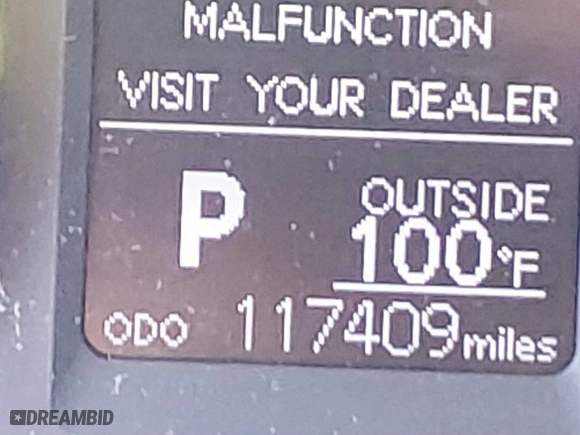 MALFUNCTION
VISIT YOUR DEALER
P
OUTSIDE
100°F
ODO 117409 miles
DREAMBID